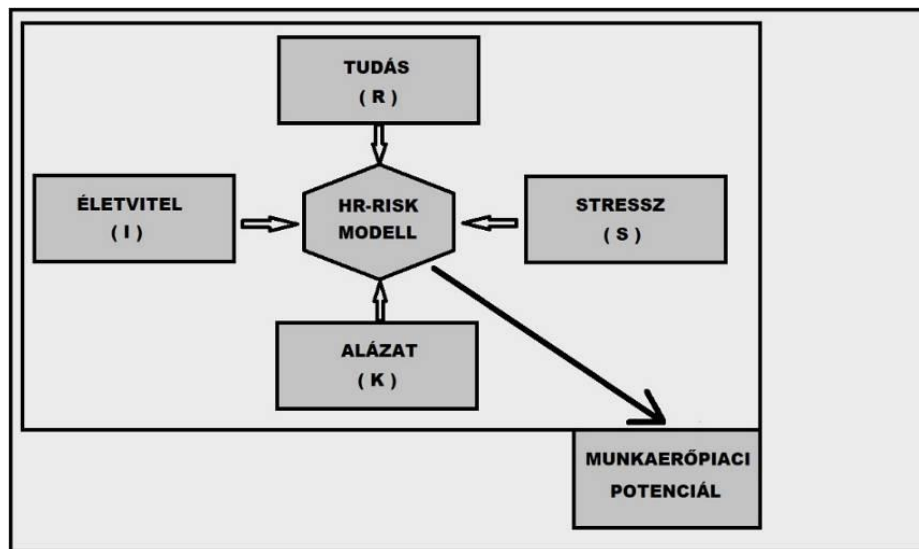 TUDÁS
( R )
ÉLETVITEL
( I )
HR-RISK
MODELL
STRESSZ
( S )
ALÁZAT
( K )
MUNKAERŐPIACI
POTENCIÁL